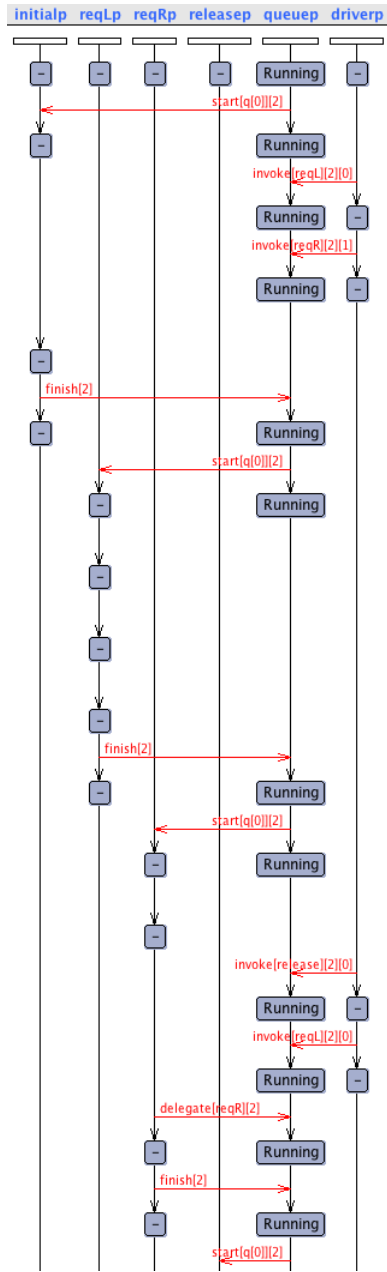 initialp reqLp reqRp releasep queuep driverp
- - - - Running -
start[q[0]][2]
- Running
invoke[reqL][2][0]
Running -
invoke[reqR][2][1]
Running -
-
finish[2]
- Running
start[q[0]][2]
- Running
-
-
-
finish[2]
- Running
start[q[0]][2]
- Running
-
invoke[release][2][0]
Running -
invoke[reqL][2][0]
Running -
delegate[reqR][2]
- Running
finish[2]
- Running
start[q[0]][2]